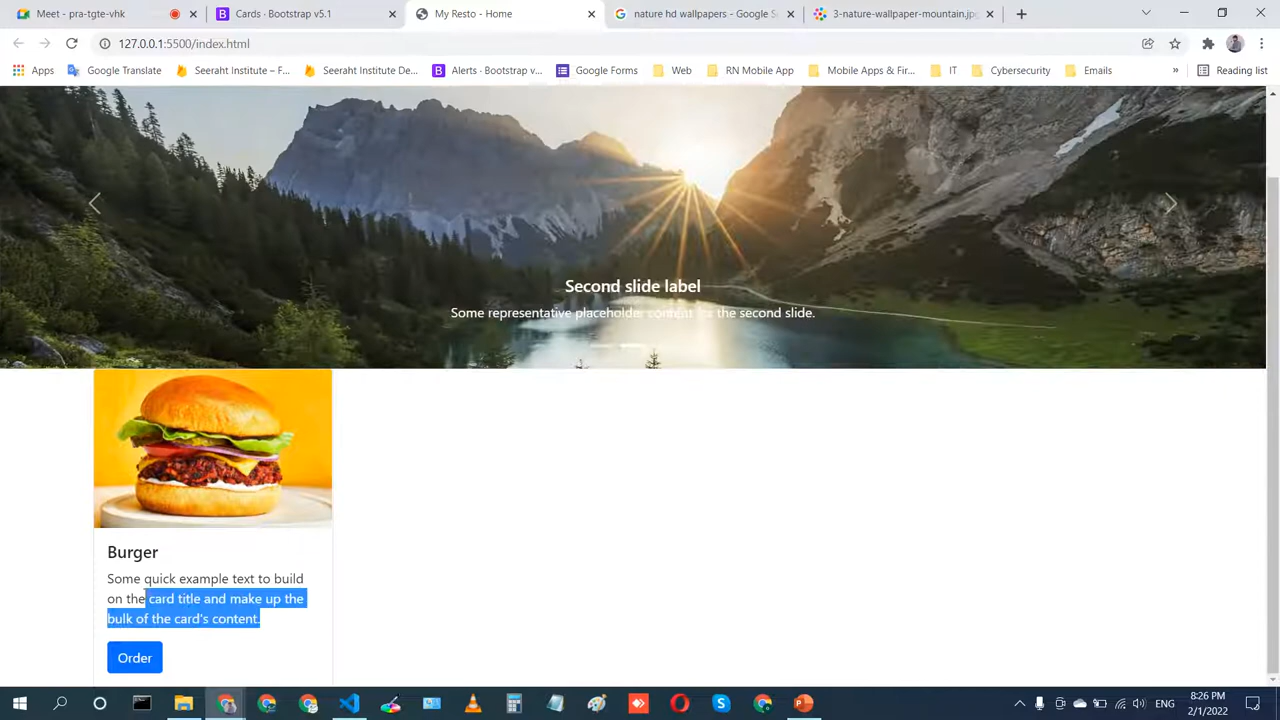 Meet - pra-tgte-vhk
Cards · Bootstrap v5.1
My Resto - Home
nature hd wallpapers - Google S
3-nature-wallpaper-mountain.jp
127.0.0.1:5500/index.html
Apps
Google Translate
Seeraht Institute – F...
Seeraht Institute De...
Alerts · Bootstrap v...
Google Forms
Web
RN Mobile App
Mobile Apps & Fir...
IT
Cybersecurity
Emails
»
Reading list
Second slide label
Some representative placeholder content for the second slide.
Burger
Some quick example text to build
on the card title and make up the
bulk of the card's content.
Order
ENG
8:26 PM
2/1/2022